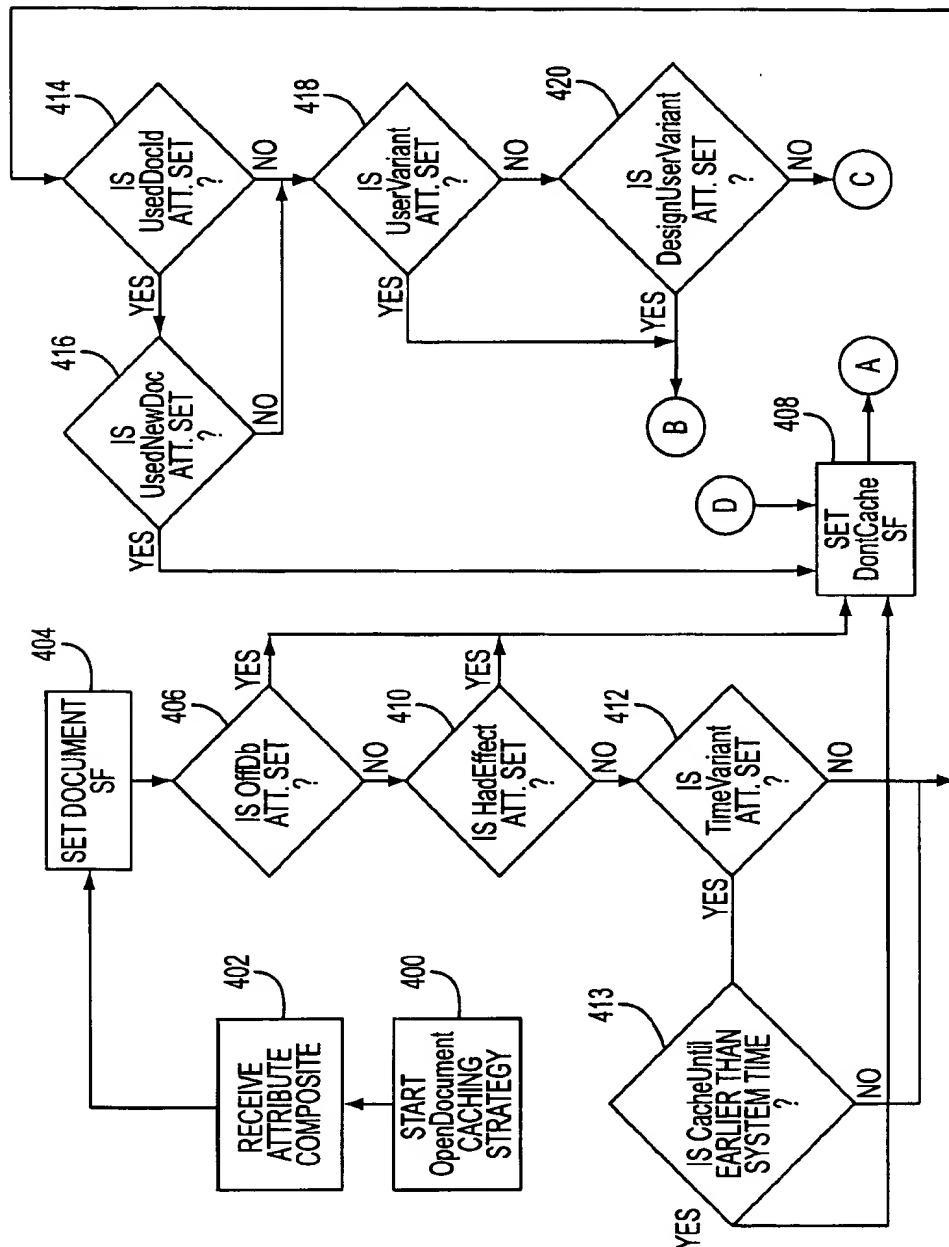 400
START
OpenDocument
CACHING
STRATEGY
402
RECEIVE
ATTRIBUTE
COMPOSITE
404
SET DOCUMENT
SF
406
IS OffDb
ATT. SET
?
YES
NO
410
IS HadEffect
ATT. SET
?
YES
NO
412
IS
TimeVariant
ATT. SET
?
YES
NO
413
IS CacheUntil
EARLIER THAN
SYSTEM TIME
?
YES
NO
414
IS
UsedDocId
ATT. SET
?
YES
NO
416
IS
UsedNewDoc
ATT. SET
?
YES
NO
418
IS
UserVariant
ATT. SET
?
YES
NO
420
IS
DesignUserVariant
ATT. SET
?
YES
NO
B
C
D
408
SET
DontCache
SF
A